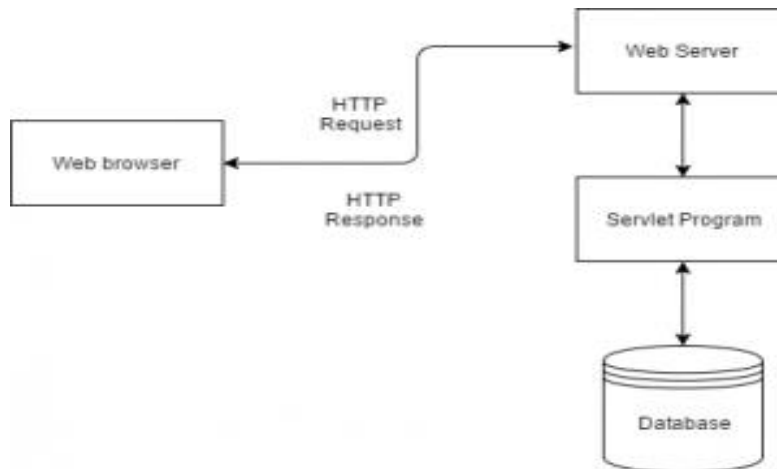 Web Server
HTTP
Request
Web browser
HTTP
Response
Servlet Program
Database